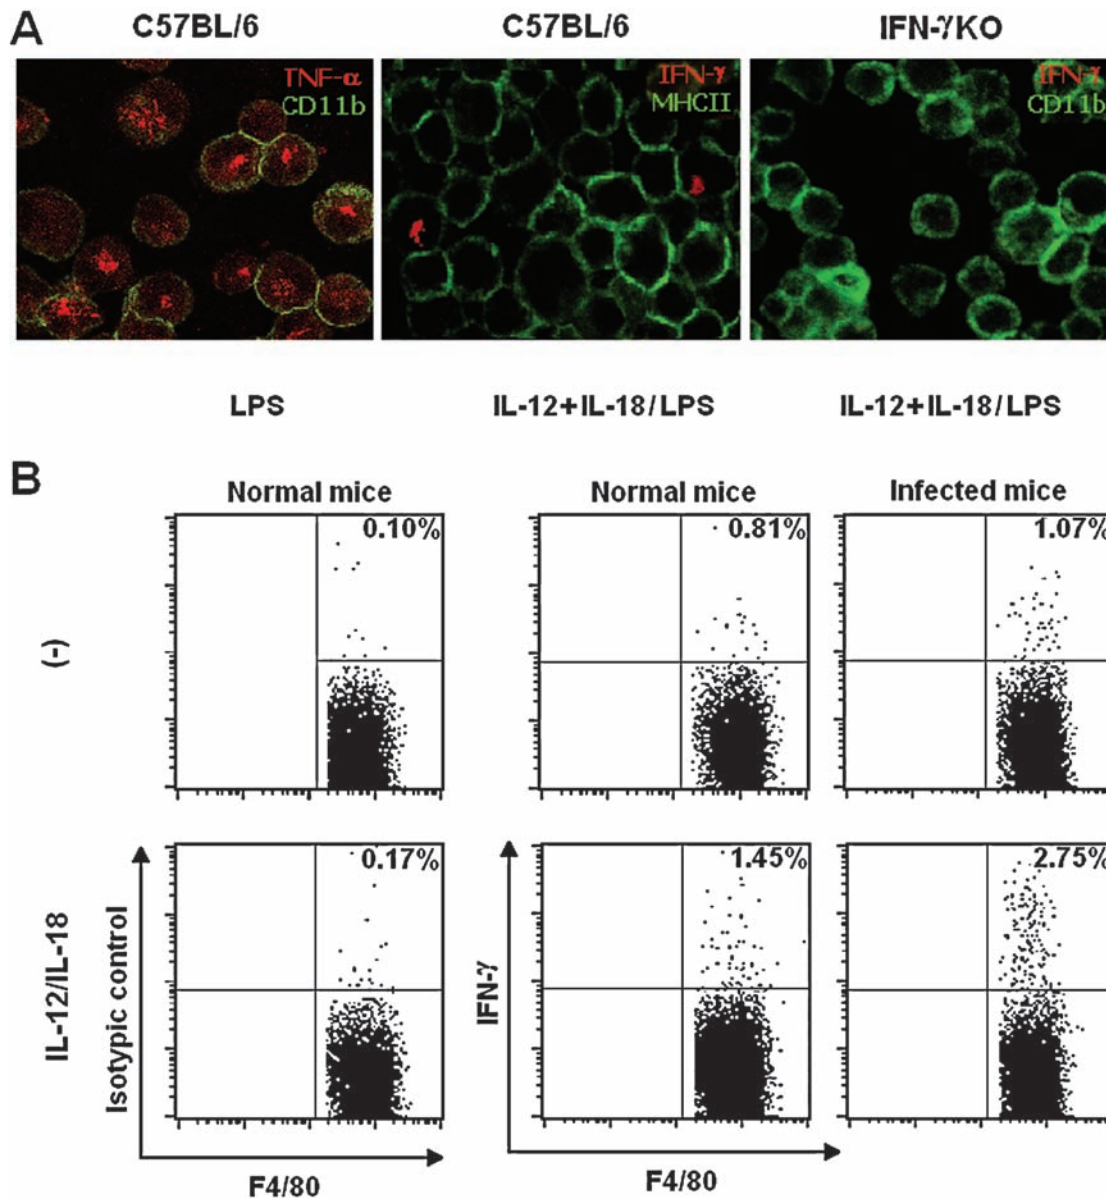 A
C57BL/6 C57BL/6 IFN-γKO
TNF-α IFN-γ IFN-γ
CD11b MHCII CD11b
LPS IL-12+IL-18/LPS IL-12+IL-18/LPS
B
Normal mice Normal mice Infected mice
(-)
0.10% 0.81% 1.07%
IL-12/IL-18
Isotypic control
0.17%
IFN-γ
1.45% 2.75%
F4/80 F4/80